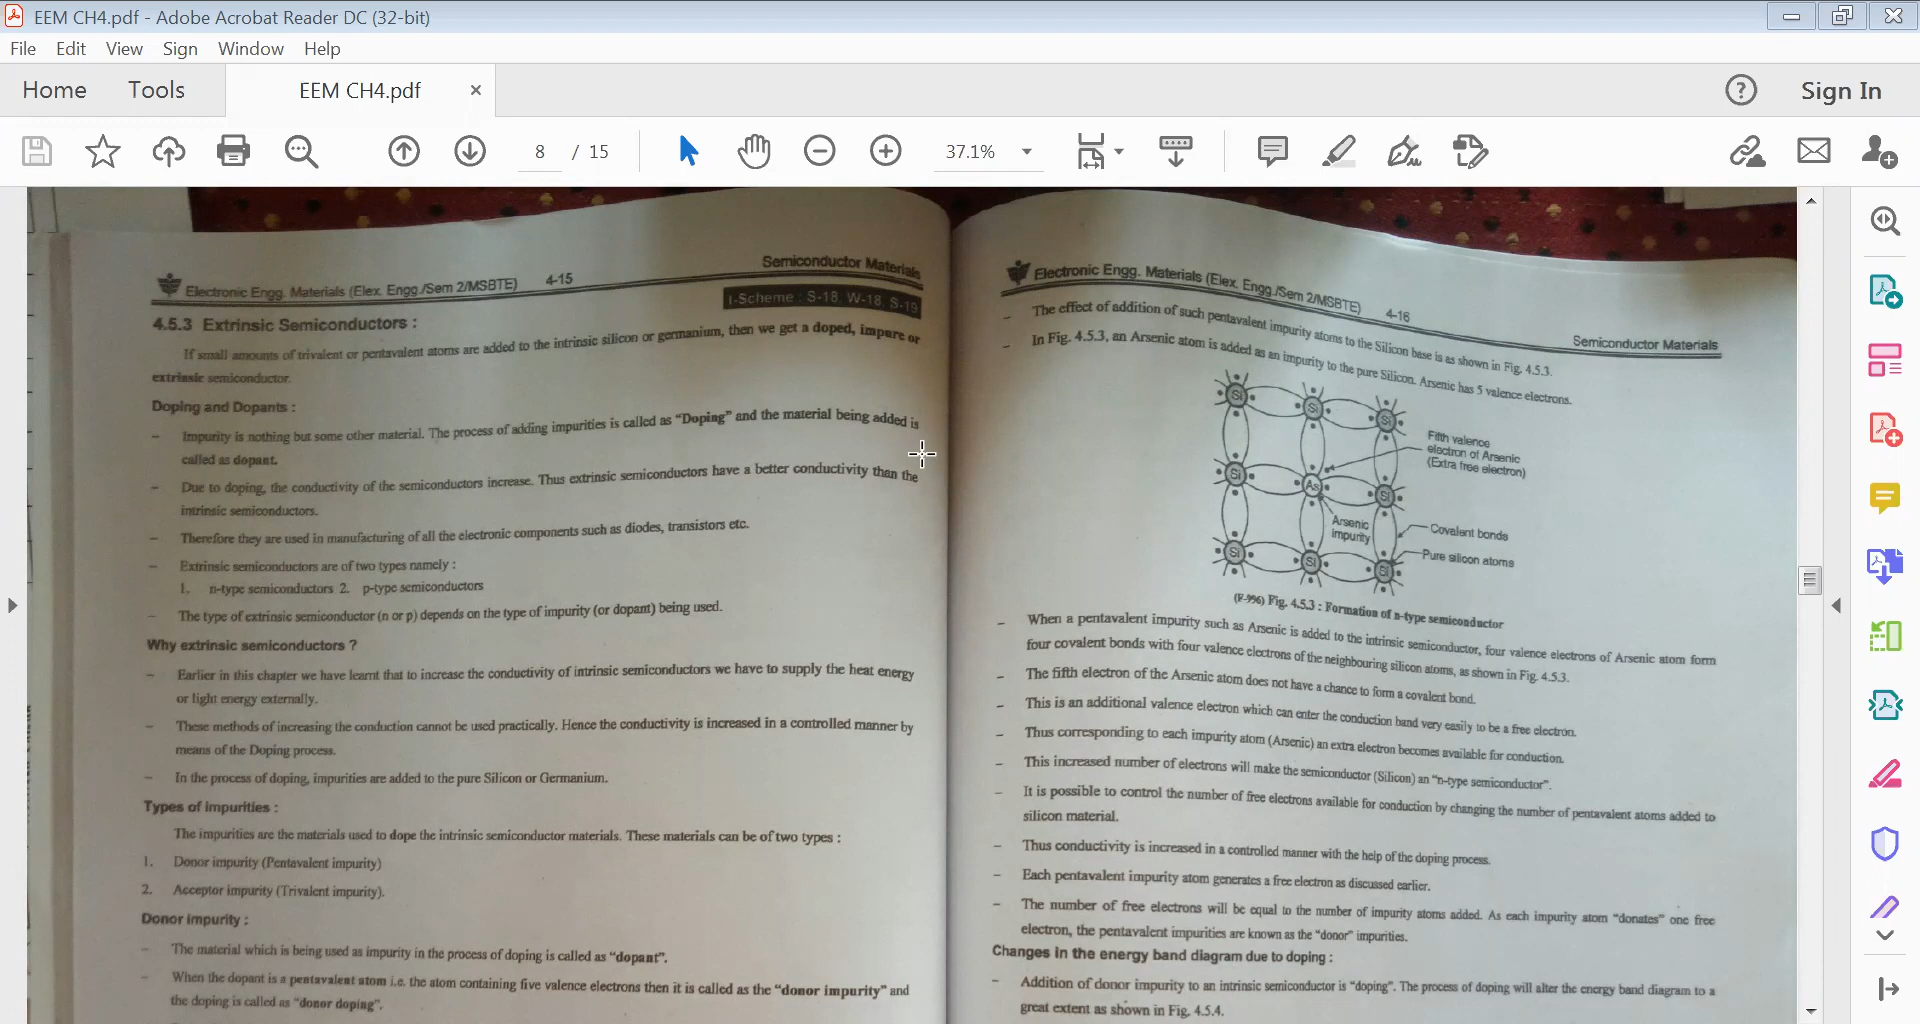 EEM CH4.pdf - Adobe Acrobat Reader DC (32-bit)
File Edit View Sign Window Help
Home Tools EEM CH4.pdf × Sign In
8 / 15 37.1%
Electronic Engg. Materials (Elex. Engg./Sem 2/MSBTE) 4-15 Semiconductor Materials
I-Scheme : S-18, W-18, S-19
4.5.3 Extrinsic Semiconductors :
If small amounts of trivalent or pentavalent atoms are added to the intrinsic silicon or germanium, then we get a doped, impure or
extrinsic semiconductor.
Doping and Dopants :
– Impurity is nothing but some other material. The process of adding impurities is called as “Doping” and the material being added is
called as dopant.
– Due to doping, the conductivity of the semiconductors increase. Thus extrinsic semiconductors have a better conductivity than the
intrinsic semiconductors.
– Therefore they are used in manufacturing of all the electronic components such as diodes, transistors etc.
– Extrinsic semiconductors are of two types namely :
1. n-type semiconductors 2. p-type semiconductors
– The type of extrinsic semiconductor (n or p) depends on the type of impurity (or dopant) being used.
Why extrinsic semiconductors ?
– Earlier in this chapter we have learnt that to increase the conductivity of intrinsic semiconductors we have to supply the heat energy
or light energy externally.
– These methods of increasing the conduction cannot be used practically. Hence the conductivity is increased in a controlled manner by
means of the Doping process.
– In the process of doping, impurities are added to the pure Silicon or Germanium.
Types of impurities :
The impurities are the materials used to dope the intrinsic semiconductor materials. These materials can be of two types :
1. Donor impurity (Pentavalent impurity)
2. Acceptor impurity (Trivalent impurity).
Donor impurity :
– The material which is being used as impurity in the process of doping is called as “dopant”.
– When the dopant is a pentavalent atom i.e. the atom containing five valence electrons then it is called as the “donor impurity” and
the doping is called as “donor doping”.
Electronic Engg. Materials (Elex. Engg./Sem 2/MSBTE) 4-16 Semiconductor Materials
– The effect of addition of such pentavalent impurity atoms to the Silicon base is as shown in Fig. 4.5.3.
– In Fig. 4.5.3, an Arsenic atom is added as an impurity to the pure Silicon. Arsenic has 5 valence electrons.
Si Si Si
Fifth valence
electron of Arsenic
(Extra free electron)
Si As Si
Arsenic
impurity
Covalent bonds
Pure silicon atoms
Si Si Si
(F-996) Fig. 4.5.3 : Formation of n-type semiconductor
– When a pentavalent impurity such as Arsenic is added to the intrinsic semiconductor, four valence electrons of Arsenic atom form
four covalent bonds with four valence electrons of the neighbouring silicon atoms, as shown in Fig. 4.5.3.
– The fifth electron of the Arsenic atom does not have a chance to form a covalent bond.
– This is an additional valence electron which can enter the conduction band very easily to be a free electron.
– Thus corresponding to each impurity atom (Arsenic) an extra electron becomes available for conduction.
– This increased number of electrons will make the semiconductor (Silicon) an “n-type semiconductor”.
– It is possible to control the number of free electrons available for conduction by changing the number of pentavalent atoms added to
silicon material.
– Thus conductivity is increased in a controlled manner with the help of the doping process.
– Each pentavalent impurity atom generates a free electron as discussed earlier.
– The number of free electrons will be equal to the number of impurity atoms added. As each impurity atom “donates” one free
electron, the pentavalent impurities are known as the “donor” impurities.
Changes in the energy band diagram due to doping :
– Addition of donor impurity to an intrinsic semiconductor is “doping”. The process of doping will alter the energy band diagram to a
great extent as shown in Fig. 4.5.4.